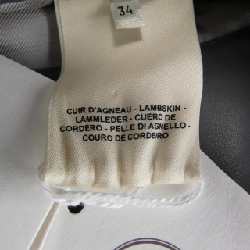 34
CUIR D'AGNEAU - LAMBSKIN -
LAMMLEDER - CUERO DE
CORDERO - PELLE DI AGNELLO -
COURO DE CORDEIRO